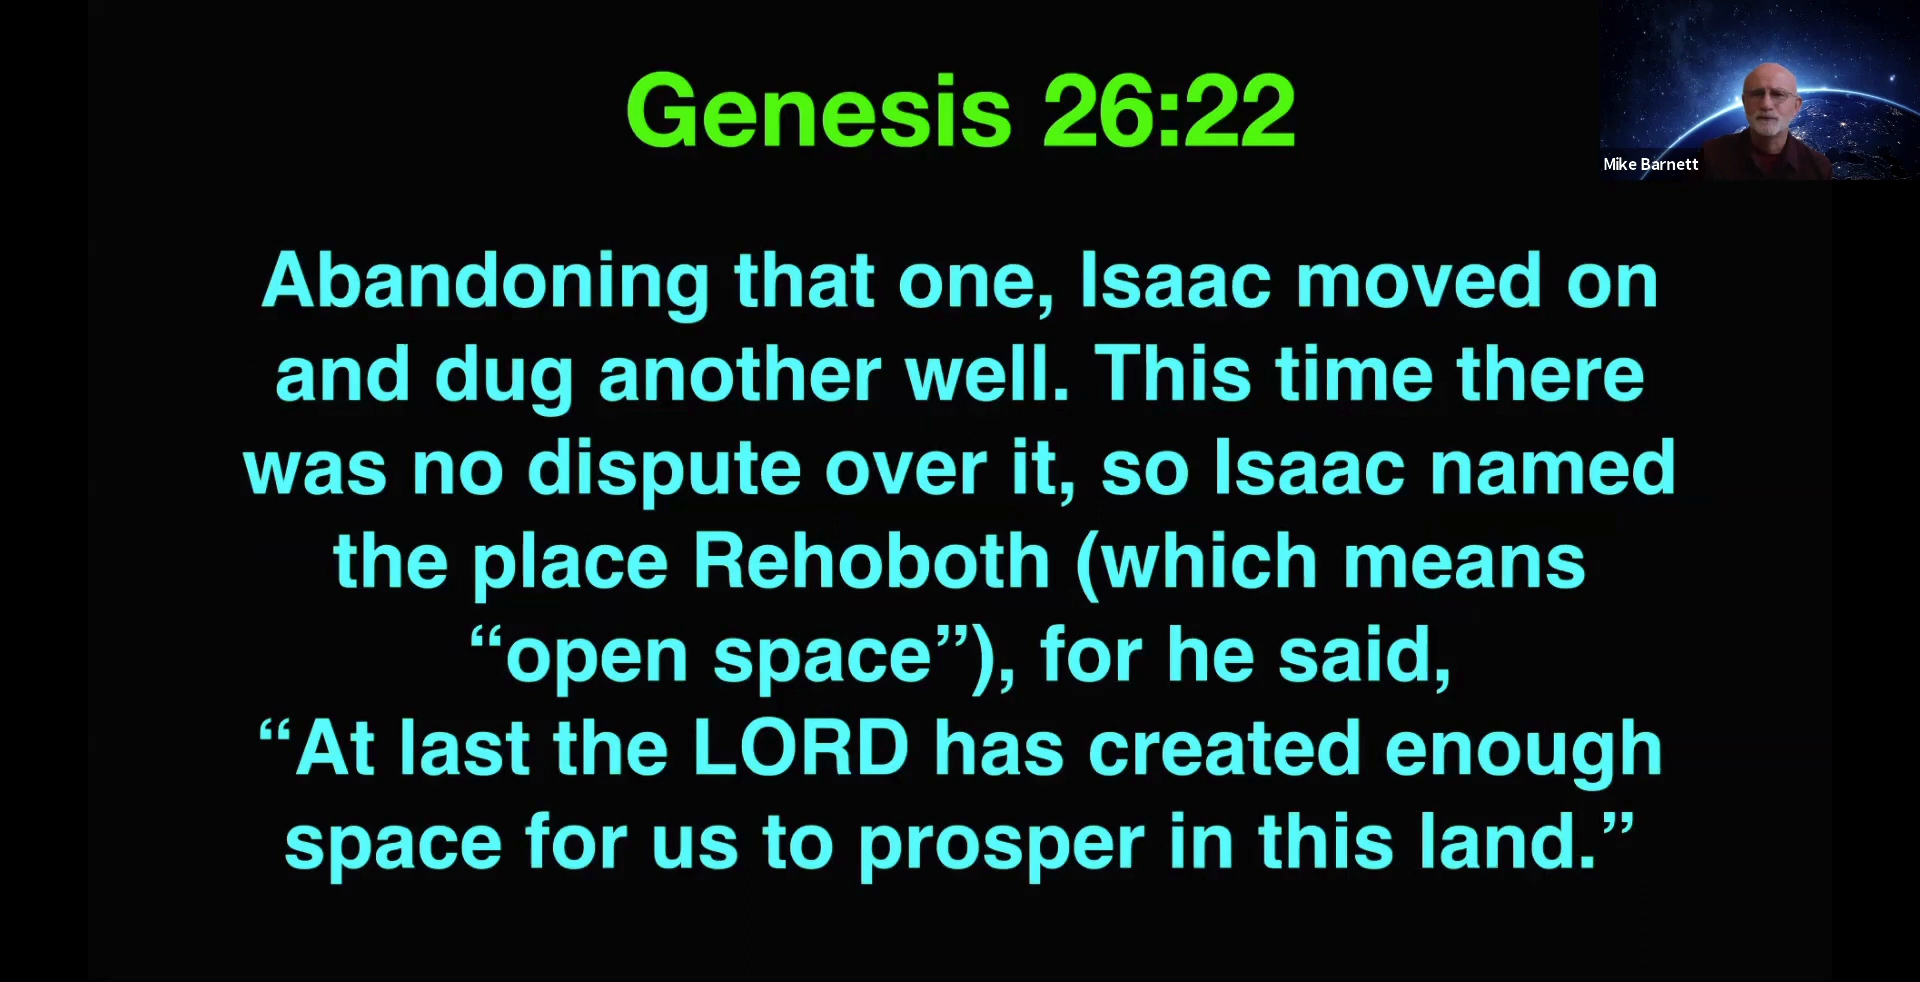 Genesis 26:22
Mike Barnett
Abandoning that one, Isaac moved on
and dug another well. This time there
was no dispute over it, so Isaac named
the place Rehoboth (which means
“open space”), for he said,
“At last the LORD has created enough
space for us to prosper in this land.”